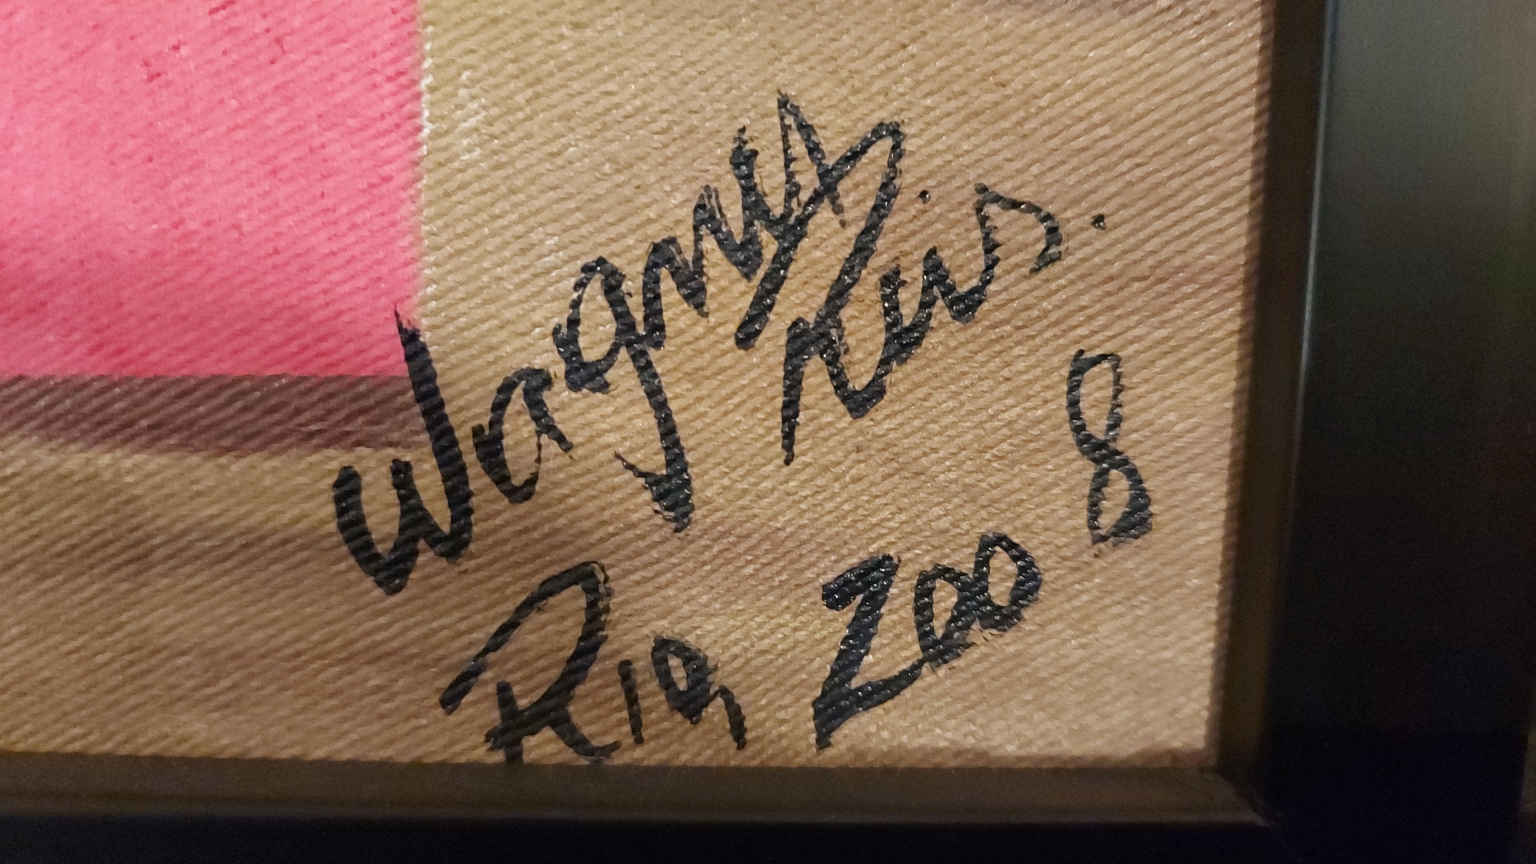 Wagner Reis.
Rio, 2008